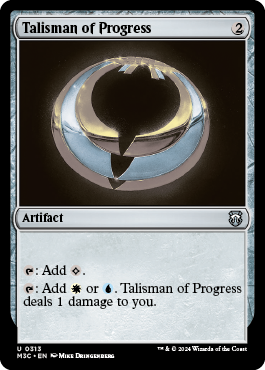 Talisman of Progress 2
Artifact
: Add .
: Add or . Talisman of Progress
deals 1 damage to you.
U 0313
M3C • EN Mike Dringenberg
™ & © 2024 Wizards of the Coast